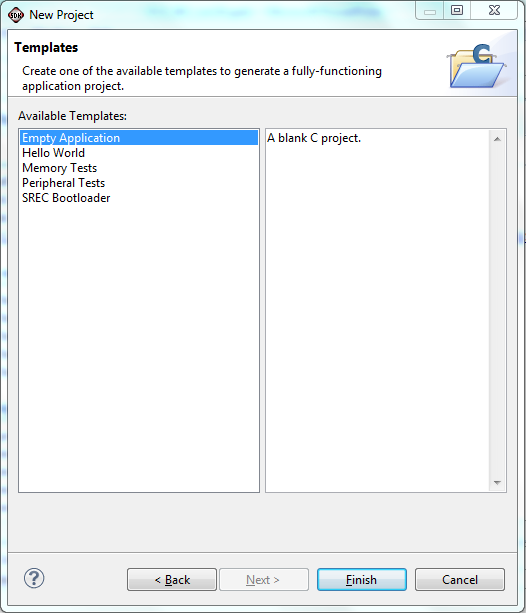 SDK New Project
Templates
Create one of the available templates to generate a fully-functioning
application project.
C
Available Templates:
Empty Application
Hello World
Memory Tests
Peripheral Tests
SREC Bootloader
A blank C project.
?
< Back
Next >
Finish
Cancel